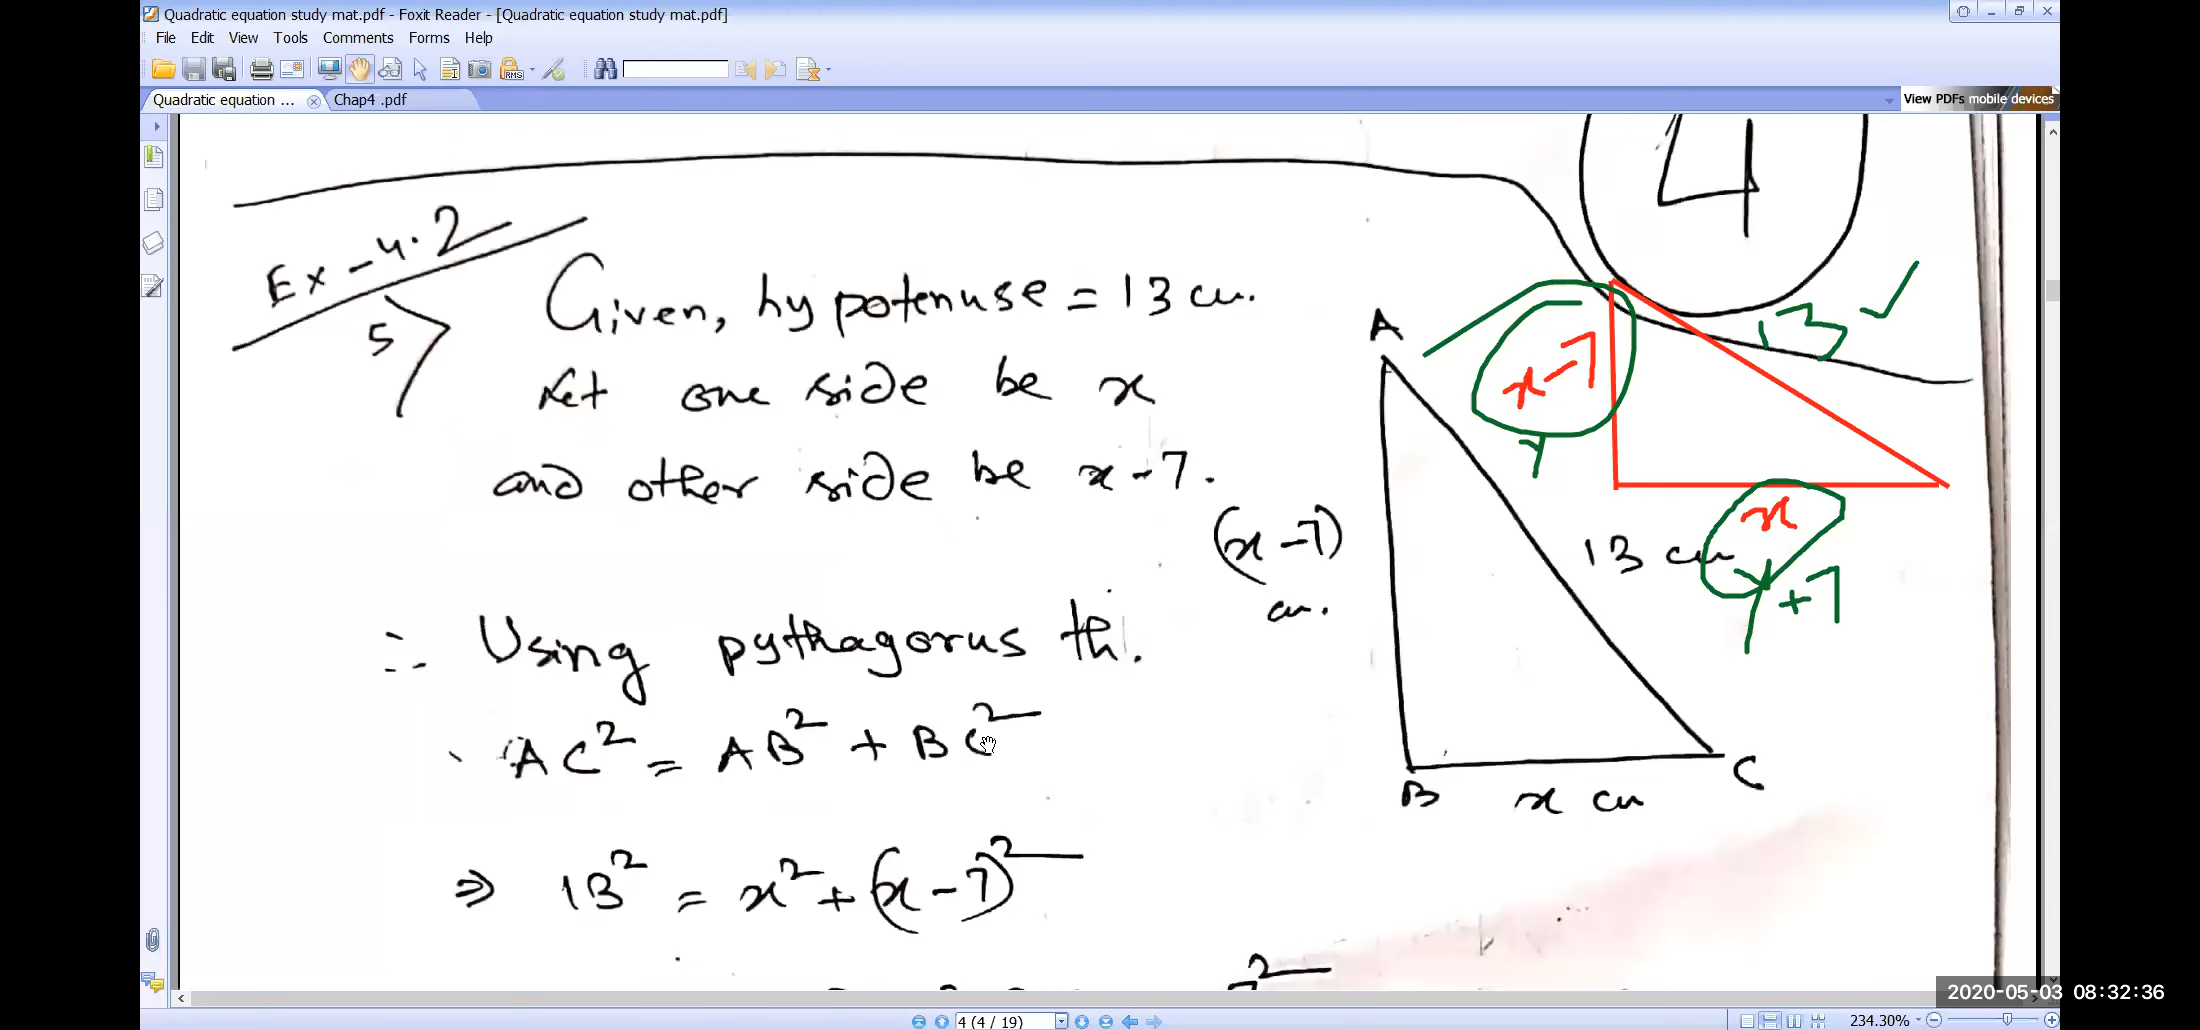 Quadratic equation study mat.pdf - Foxit Reader - [Quadratic equation study mat.pdf]
File Edit View Tools Comments Forms Help
RMS
Quadratic equation ... Chap4 .pdf
View PDFs mobile devices
4
Ex - 4.2
5
Given, hypotenuse = 13 cm.
Let one side be x
and other side be x - 7.
x - 7
y
13 ✓
x
y + 7
A
(x - 7)
cm.
13 cm
B
x cm
C
∴ Using pythagorus th.
AC² = AB² + BC²
⇒ 13² = x² + (x - 7)²
2020-05-03 08:32:36
4 (4 / 19)
234.30%